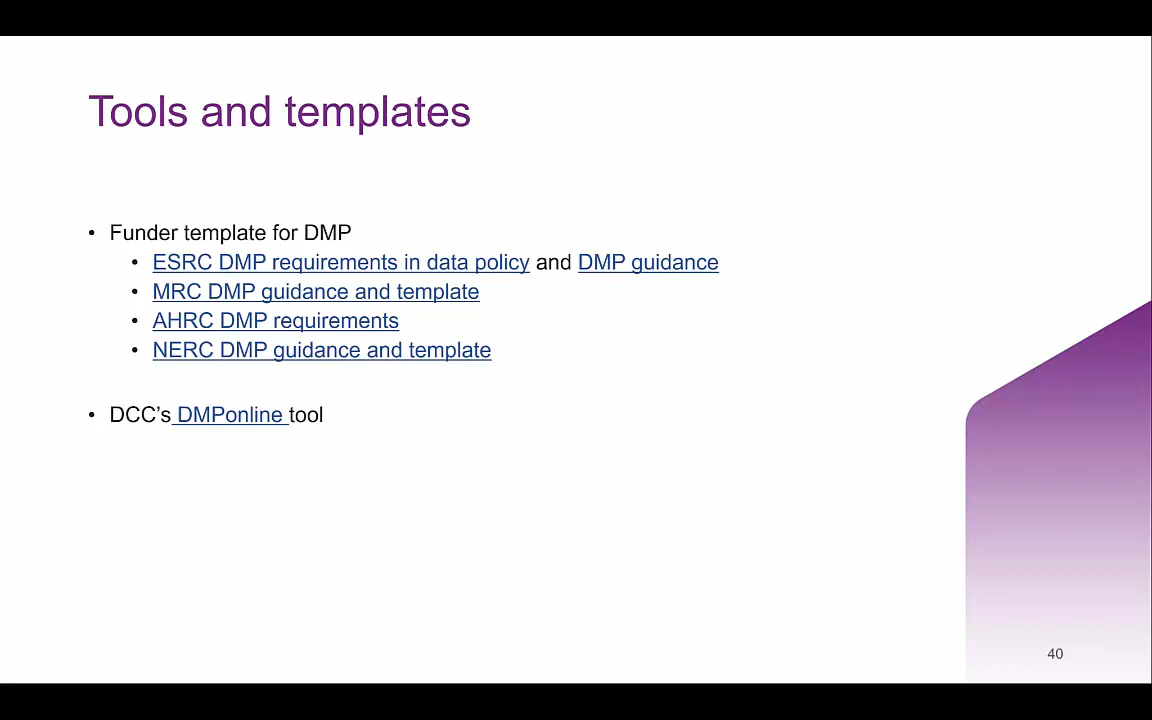 Tools and templates
• Funder template for DMP
• ESRC DMP requirements in data policy and DMP guidance
• MRC DMP guidance and template
• AHRC DMP requirements
• NERC DMP guidance and template
• DCC’s DMPonline tool
40